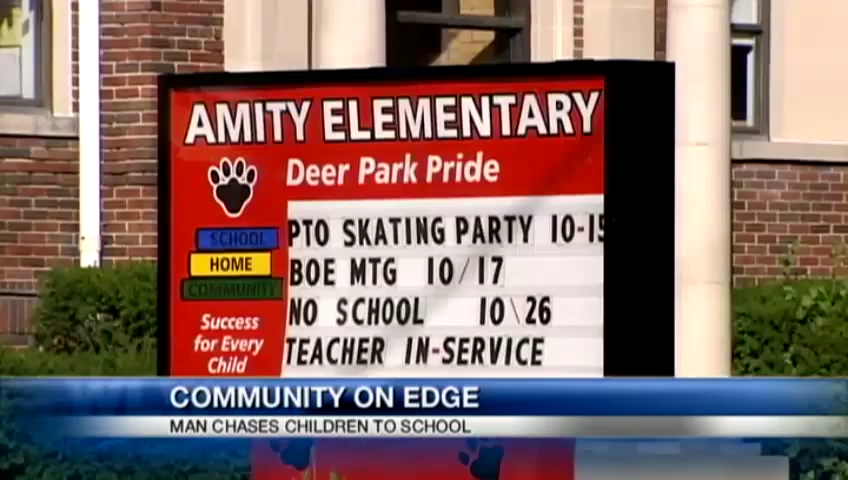 AMITY ELEMENTARY
Deer Park Pride
SCHOOL
HOME
COMMUNITY
Success
for Every
Child
PTO SKATING PARTY 10-15
BOE MTG 10/17
NO SCHOOL 10\26
TEACHER IN-SERVICE
COMMUNITY ON EDGE
MAN CHASES CHILDREN TO SCHOOL